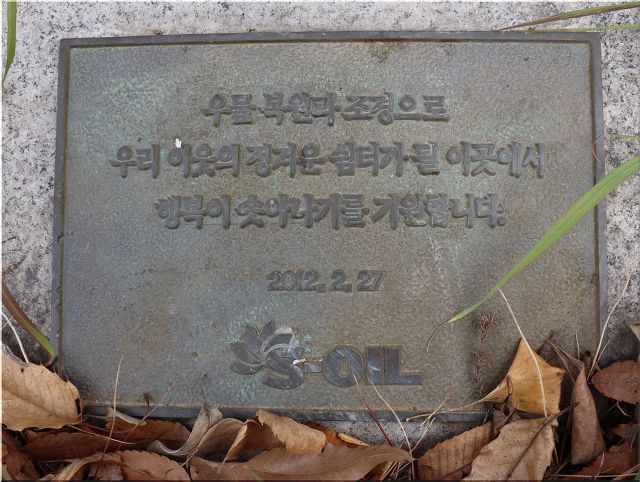 우물 복원과 조경으로
우리 이웃의 정겨운 쉼터가 될 이곳에서
행복이 솟아나기를 기원합니다.
2012. 2. 27
S-OIL